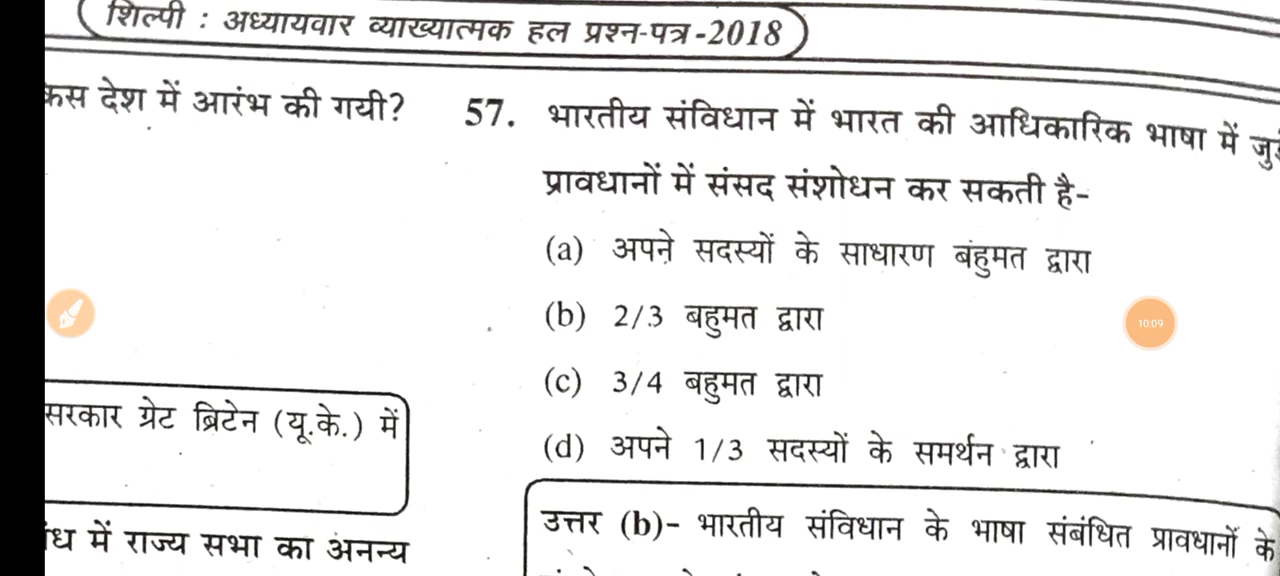 शिल्पी : अध्यायवार व्याख्यात्मक हल प्रश्न-पत्र-2018
देश में आरंभ की गयी?
सरकार ग्रेट ब्रिटेन (यू.के.) में
में राज्य सभा का अनन्य
57. भारतीय संविधान में भारत की आधिकारिक भाषा में
प्रावधानों में संसद संशोधन कर सकती है-
(a) अपने सदस्यों के साधारण बहुमत द्वारा
(b) 2/3 बहुमत द्वारा
(c) 3/4 बहुमत द्वारा
(d) अपने 1/3 सदस्यों के समर्थन द्वारा
उत्तर (b)- भारतीय संविधान के भाषा संबंधित प्रावधानों के
10:09